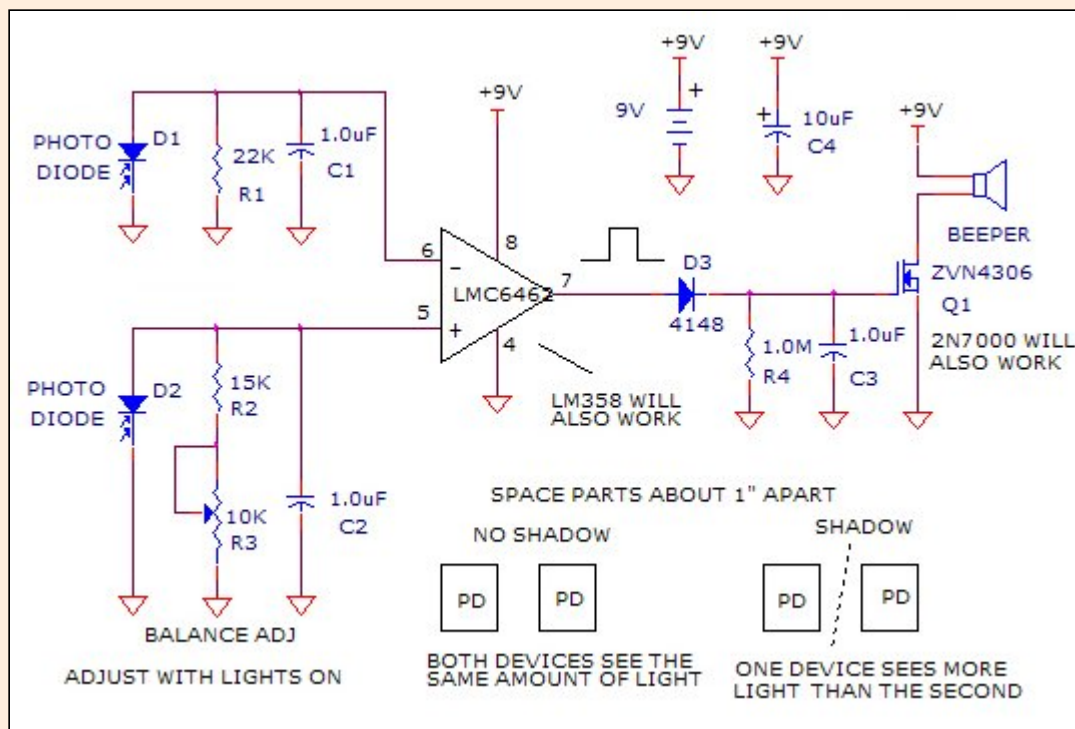 +9V
+9V
+9V
+9V
9V
+
+
10uF
C4
PHOTO
DIODE
D1
22K
R1
1.0uF
C1
BEEPER
6
8
−
LMC6462
7
5
+
4
D3
4148
ZVN4306
Q1
2N7000 WILL
ALSO WORK
1.0M
R4
1.0uF
C3
LM358 WILL
ALSO WORK
PHOTO
DIODE
D2
15K
R2
10K
R3
1.0uF
C2
BALANCE ADJ
ADJUST WITH LIGHTS ON
SPACE PARTS ABOUT 1" APART
NO SHADOW
PD
PD
BOTH DEVICES SEE THE
SAME AMOUNT OF LIGHT
SHADOW
PD
PD
ONE DEVICE SEES MORE
LIGHT THAN THE SECOND